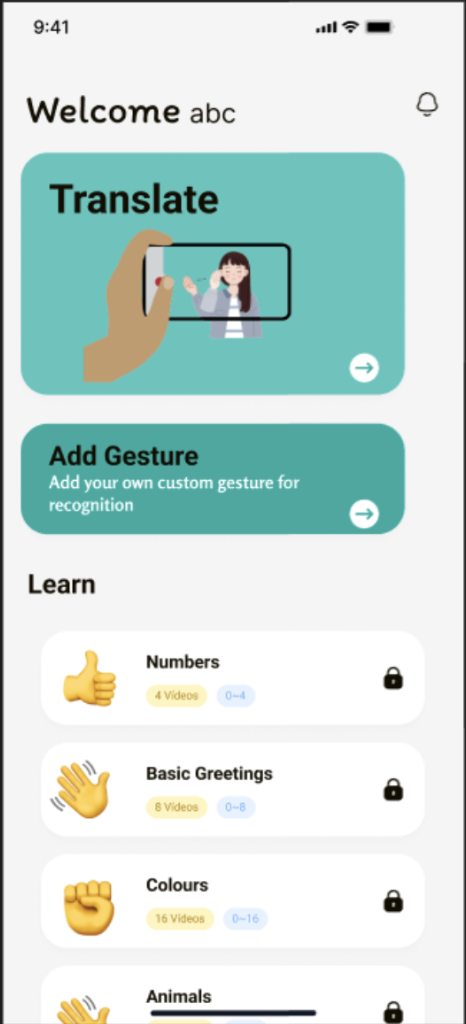 9:41
Welcome abc
Translate
Add Gesture
Add your own custom gesture for
recognition
Learn
Numbers
4 Videos 0~4
Basic Greetings
8 Videos 0~8
Colours
16 Videos 0~16
Animals